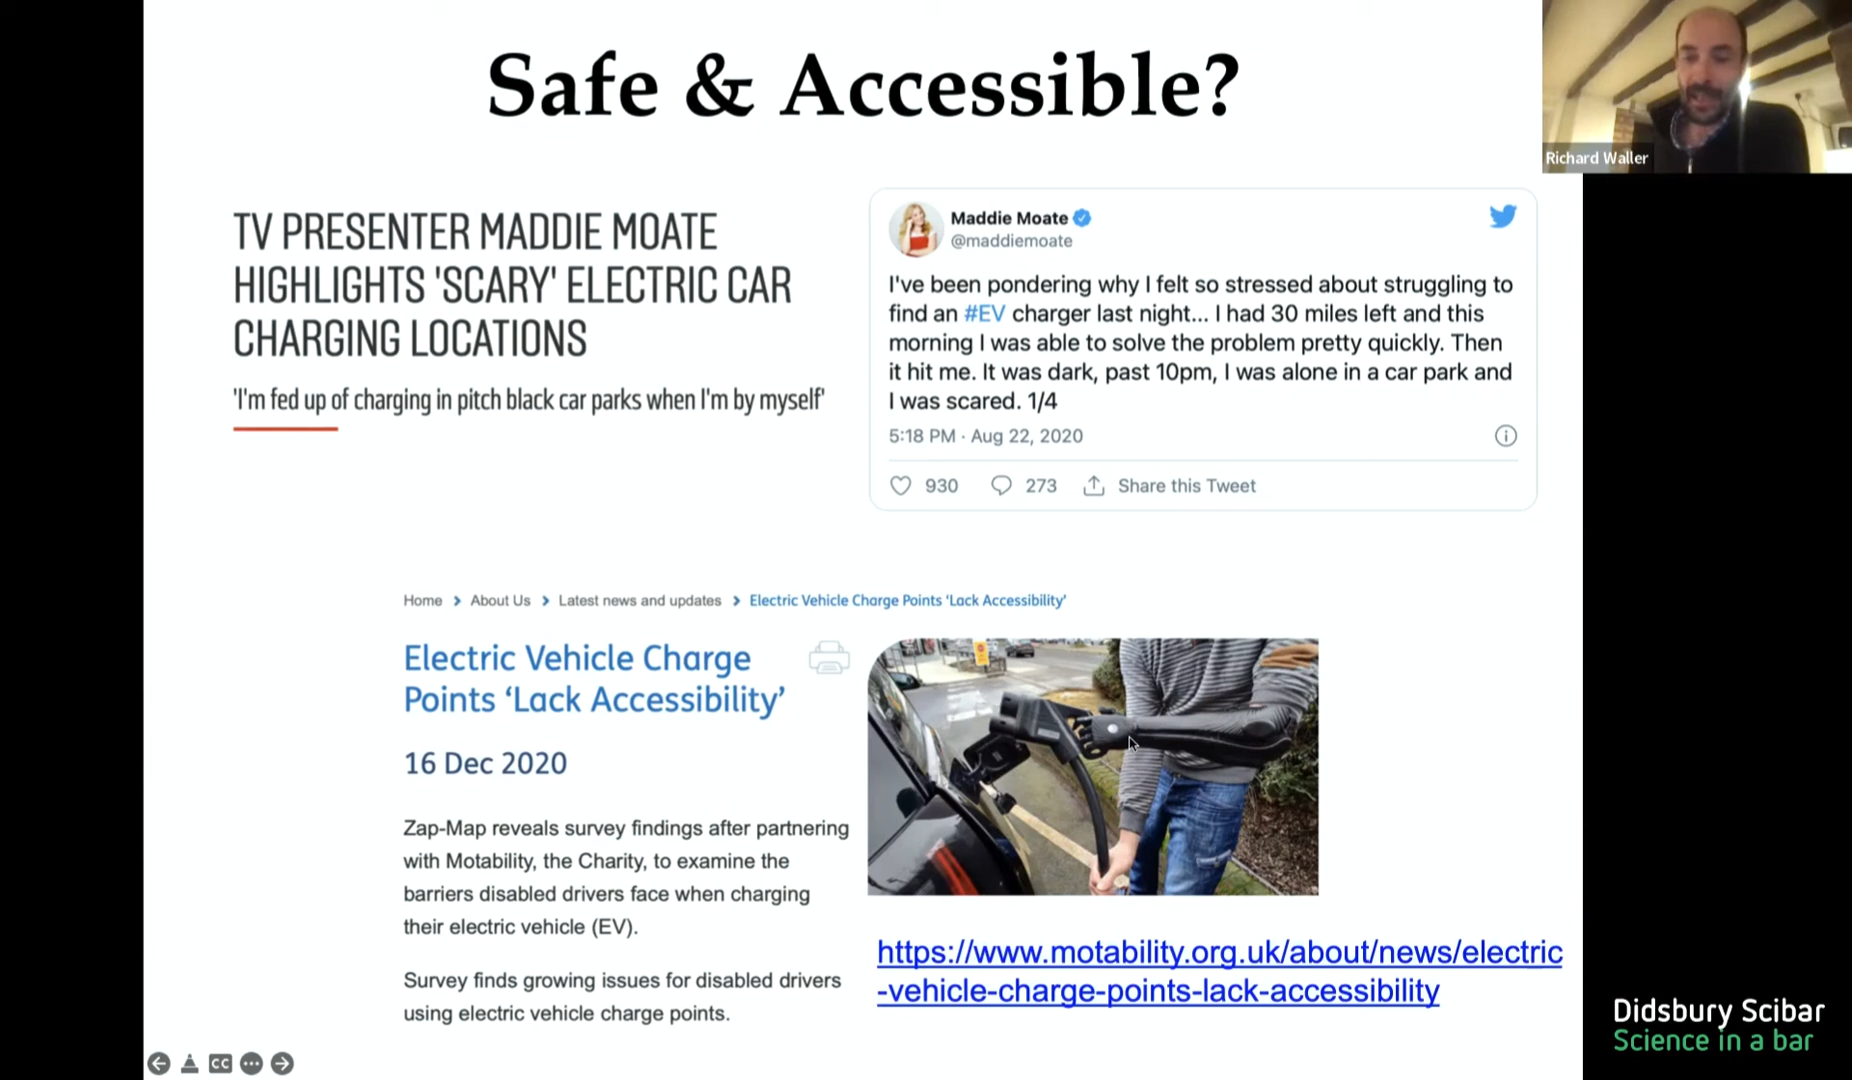 Safe & Accessible?
Richard Waller
TV PRESENTER MADDIE MOATE
HIGHLIGHTS 'SCARY' ELECTRIC CAR
CHARGING LOCATIONS
'I'm fed up of charging in pitch black car parks when I'm by myself'
Maddie Moate
@maddiemoate
I've been pondering why I felt so stressed about struggling to
find an #EV charger last night... I had 30 miles left and this
morning I was able to solve the problem pretty quickly. Then
it hit me. It was dark, past 10pm, I was alone in a car park and
I was scared. 1/4
5:18 PM · Aug 22, 2020
930 273 Share this Tweet
Home > About Us > Latest news and updates > Electric Vehicle Charge Points ‘Lack Accessibility’
Electric Vehicle Charge
Points ‘Lack Accessibility’
16 Dec 2020
Zap-Map reveals survey findings after partnering
with Motability, the Charity, to examine the
barriers disabled drivers face when charging
their electric vehicle (EV).
Survey finds growing issues for disabled drivers
using electric vehicle charge points.
https://www.motability.org.uk/about/news/electric
-vehicle-charge-points-lack-accessibility
Didsbury Scibar
Science in a bar
CC